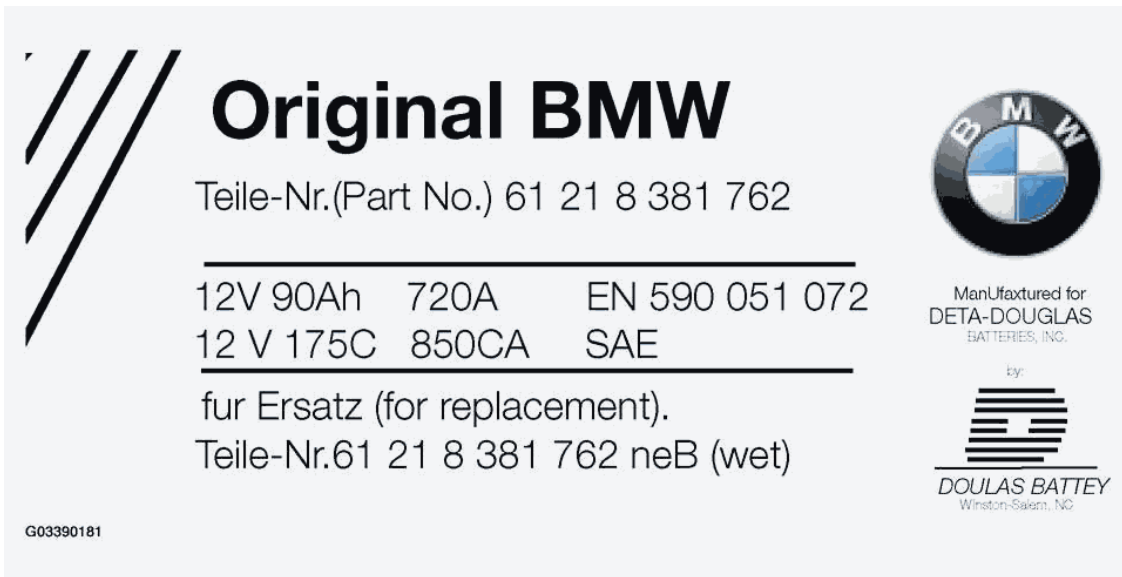 Original BMW
Teile-Nr.(Part No.) 61 21 8 381 762
12V 90Ah 720A EN 590 051 072
12 V 175C 850CA SAE
fur Ersatz (for replacement).
Teile-Nr.61 21 8 381 762 neB (wet)
G03390181
BMW
ManUfaxtured for
DETA-DOUGLAS
BATTERIES, INC.
by:
DOULAS BATTEY
Winston-Salem, NC